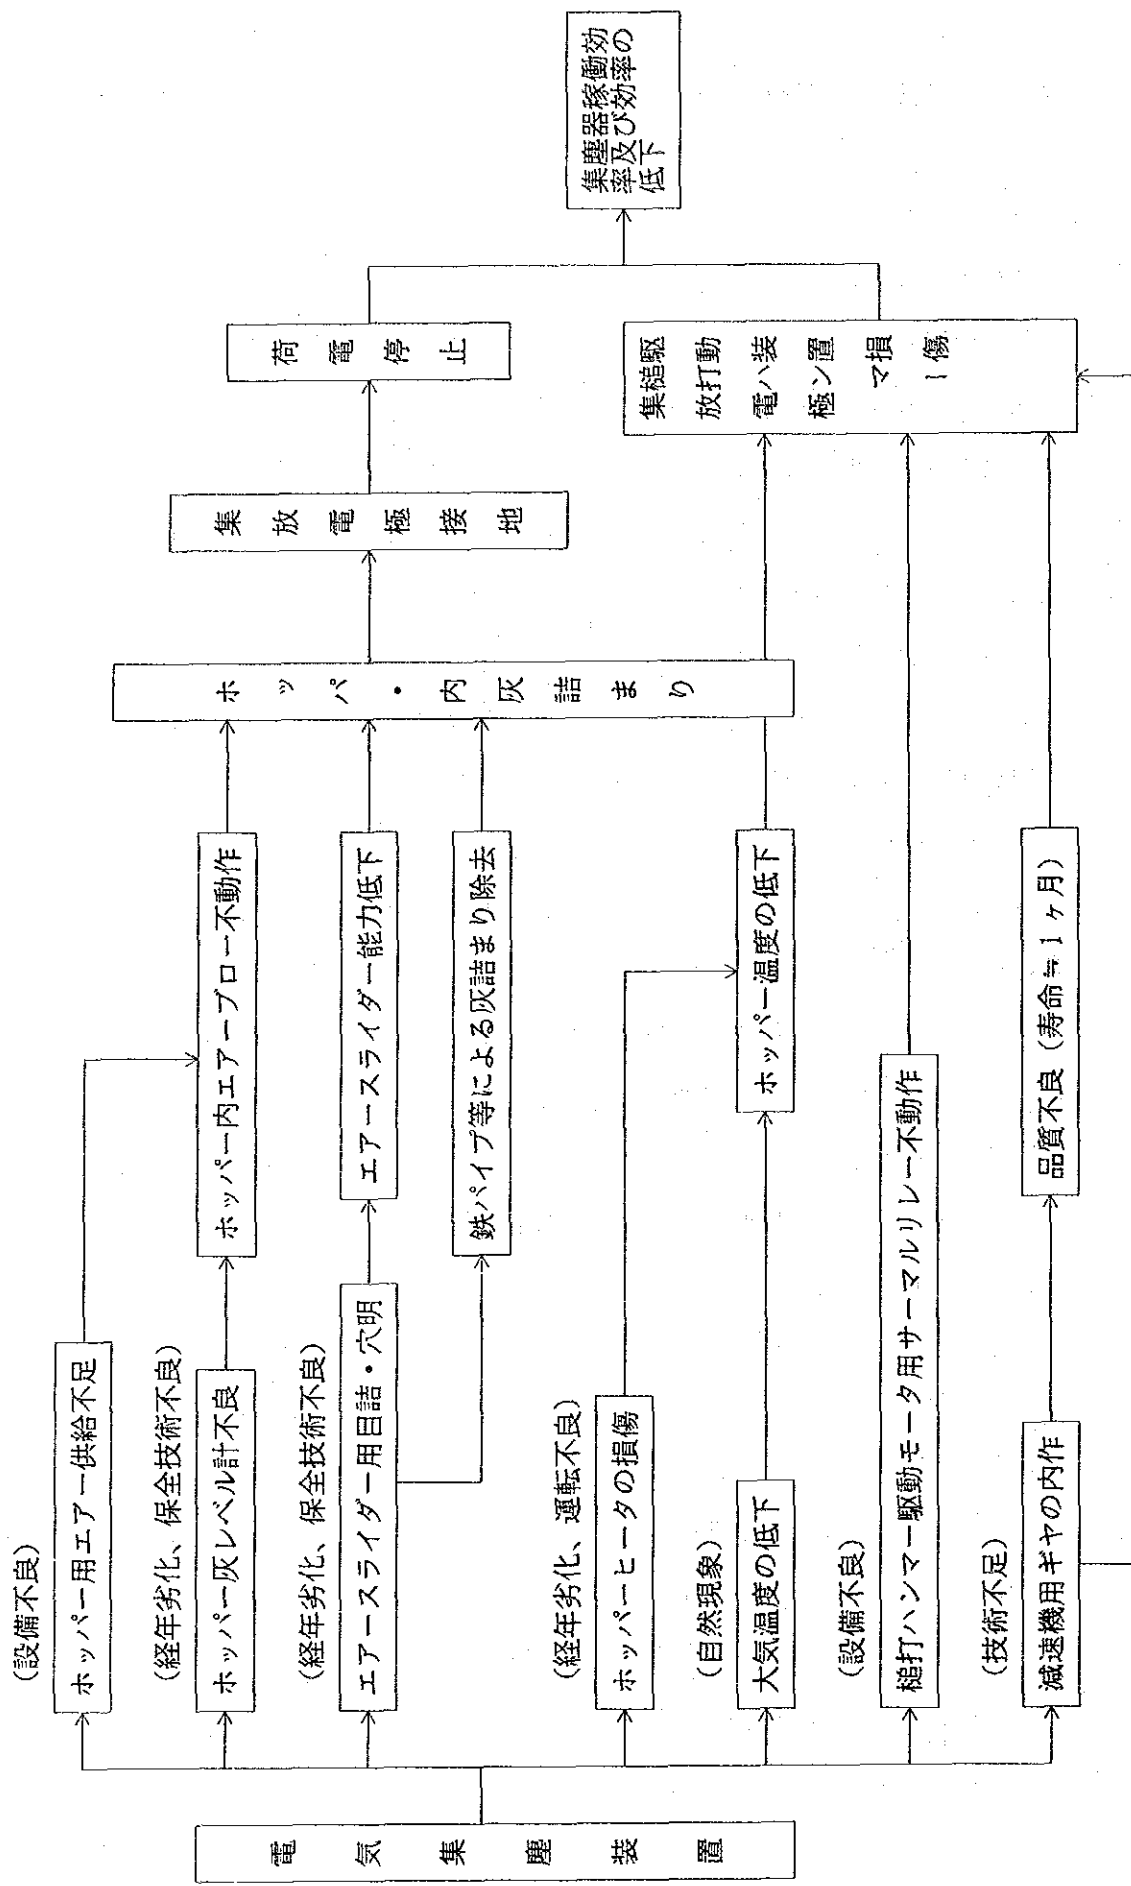 電気集塵装置
(設備不良)
ホッパー用エアー供給不足
(経年劣化、保全技術不良)
ホッパー灰レベル計不良
(経年劣化、保全技術不良)
エアースライダー用目詰・穴明
(経年劣化、運転不良)
ホッパーヒータの損傷
(自然現象)
大気温度の低下
(設備不良)
槌打ハンマー駆動モータ用サーマルリレー不動作
(技術不足)
減速機用ギヤの内作
ホッパー内エアーブロー不動作
エアースライダー能力低下
鉄パイプ等による灰詰まり除去
ホッパー温度の低下
品質不良(寿命≒1ヶ月)
ホッパ・内灰詰まり
集放電極接地
荷電停止
集放電極マー
槌打ハン
駆動装置損傷
集塵器稼働効
率及び効率の
低下